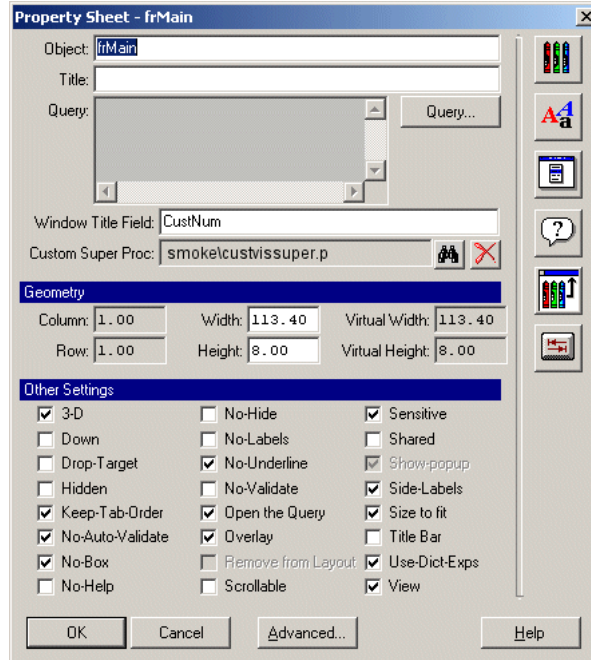 Property Sheet - frMain
Object: frMain
Title:
Query:
Query...
Window Title Field: CustNum
Custom Super Proc: smoke\custvissuper.p
Geometry
Column: 1.00 Width: 113.40 Virtual Width: 113.40
Row: 1.00 Height: 8.00 Virtual Height: 8.00
Other Settings
3-D No-Hide Sensitive
Down No-Labels Shared
Drop-Target No-Underline Show-popup
Hidden No-Validate Side-Labels
Keep-Tab-Order Open the Query Size to fit
No-Auto-Validate Overlay Title Bar
No-Box Remove from Layout Use-Dict-Exps
No-Help Scrollable View
OK Cancel Advanced... Help